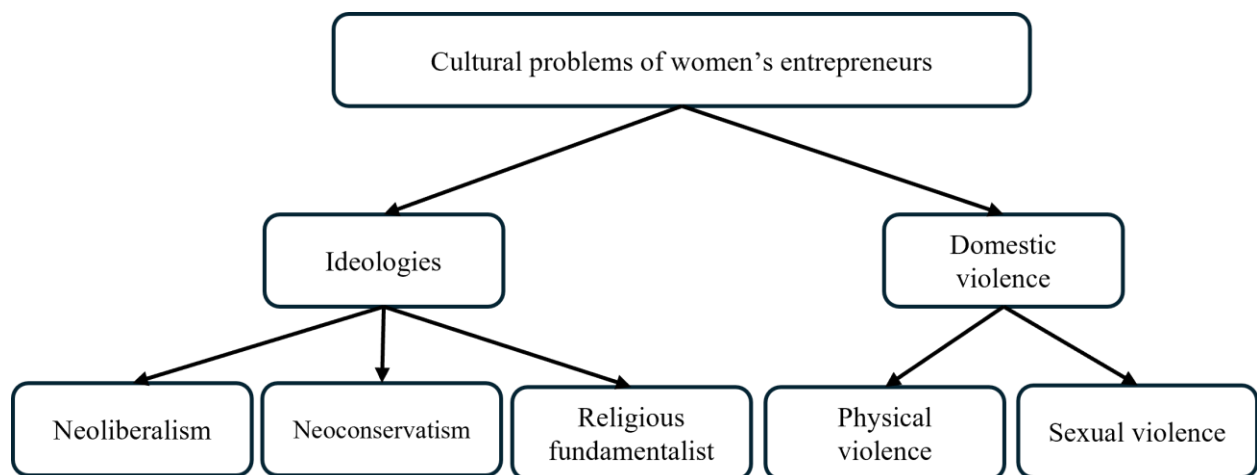 Cultural problems of women’s entrepreneurs
Ideologies
Domestic
violence
Neoliberalism
Neoconservatism
Religious
fundamentalist
Physical
violence
Sexual violence